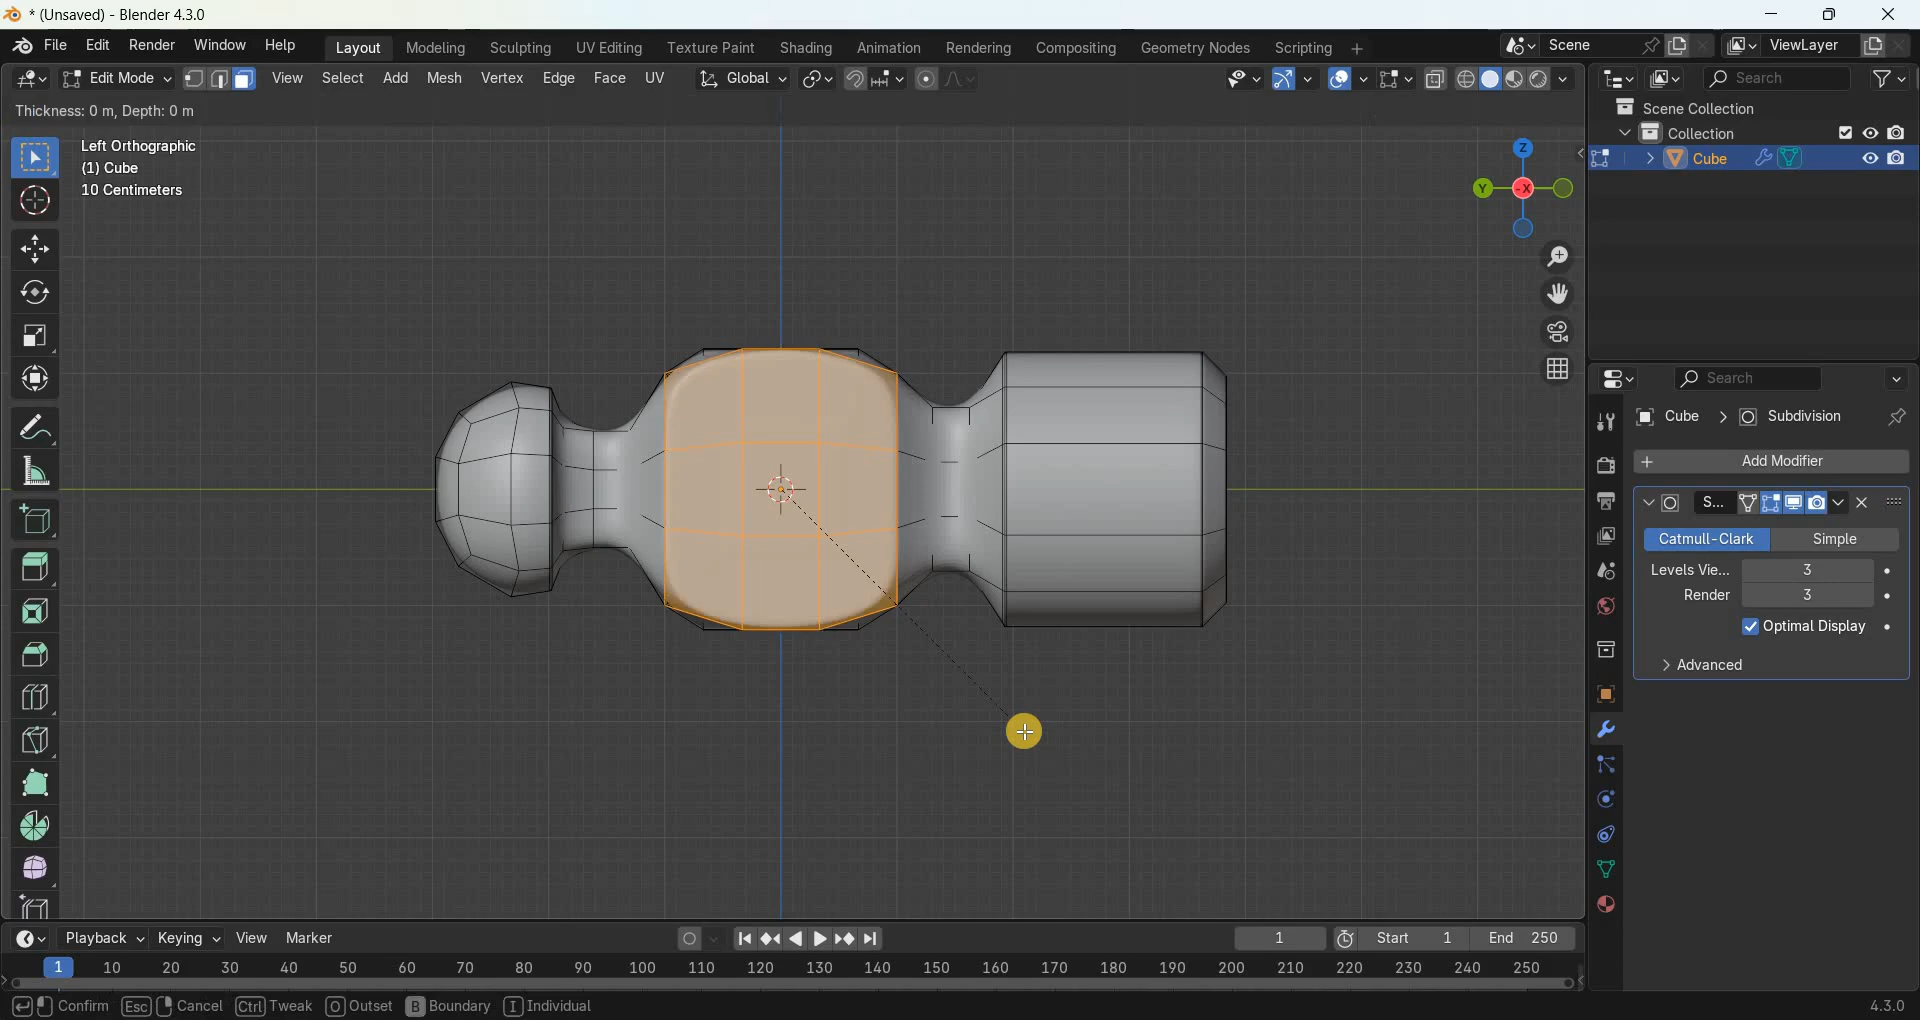 * (Unsaved) - Blender 4.3.0
File Edit Render Window Help Layout Modeling Sculpting UV Editing Texture Paint Shading Animation Rendering Compositing Geometry Nodes Scripting + Scene ViewLayer
Edit Mode View Select Add Mesh Vertex Edge Face UV Global Search
Thickness: 0 m, Depth: 0 m
Scene Collection
Collection
Cube
Left Orthographic
(1) Cube
10 Centimeters
Z
Y
-X
Search
Cube > Subdivision
+ Add Modifier
S...
Catmull-Clark Simple
Levels Vie... 3
Render 3
Optimal Display
Advanced
Playback Keying View Marker 1 Start 1 End 250
1 10 20 30 40 50 60 70 80 90 100 110 120 130 140 150 160 170 180 190 200 210 220 230 240 250
Confirm Esc Cancel Ctrl Tweak O Outset B Boundary I Individual 4.3.0